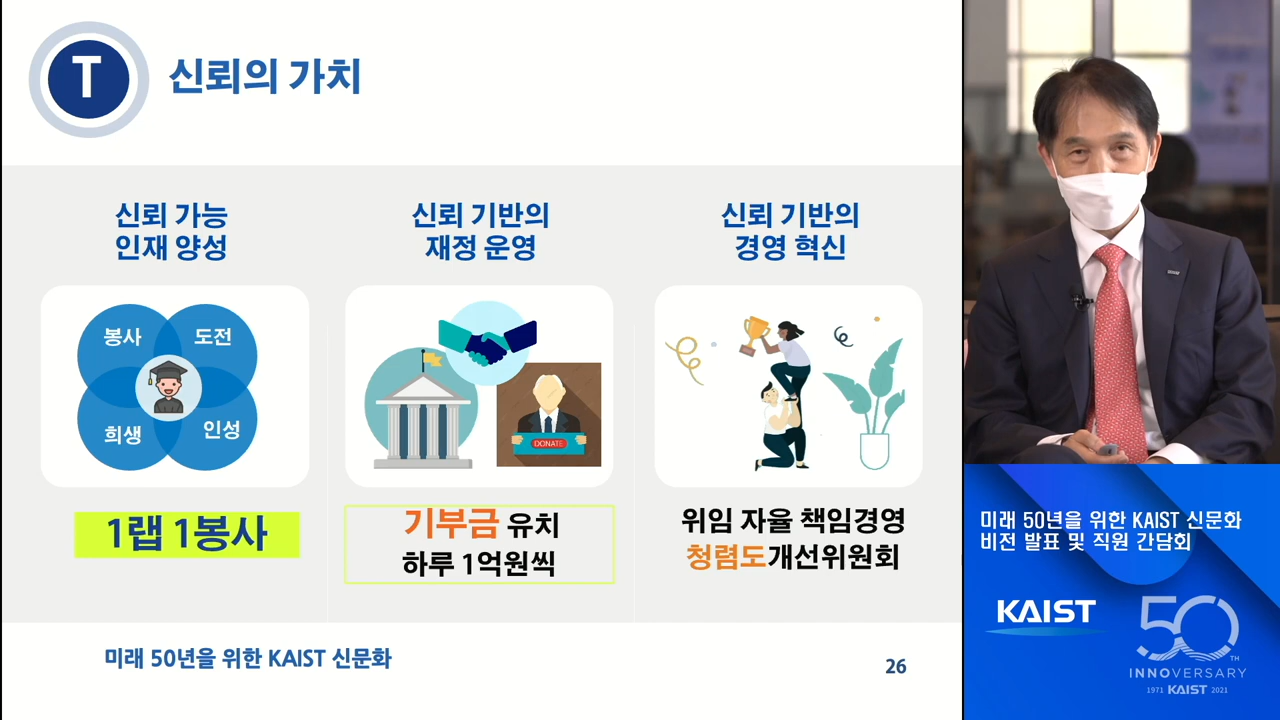 T
신뢰의 가치
신뢰 가능
인재 양성
봉사
도전
희생
인성
1랩 1봉사
신뢰 기반의
재정 운영
DONATE
기부금 유치
하루 1억원씩
신뢰 기반의
경영 혁신
위임 자율 책임경영
청렴도개선위원회
미래 50년을 위한 KAIST 신문화
26
미래 50년을 위한 KAIST 신문화
비전 발표 및 직원 간담회
KAIST
50TH
INNOVERSARY
1971 KAIST 2021